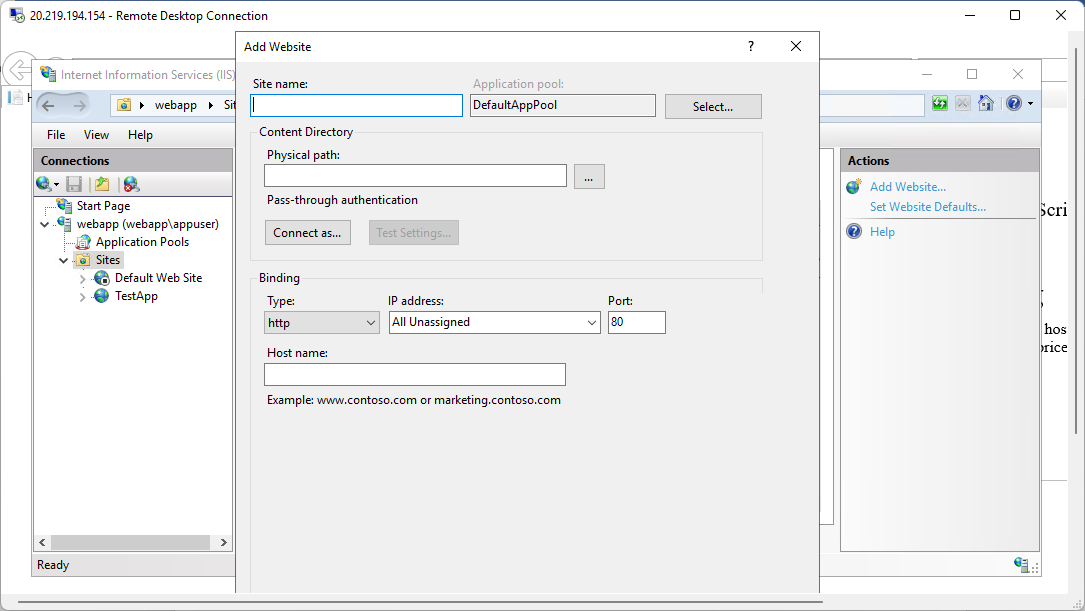 20.219.194.154 - Remote Desktop Connection
Add Website
?
Internet Information Services (IIS)
webapp
File View Help
Connections
Start Page
webapp (webapp\appuser)
Application Pools
Sites
Default Web Site
TestApp
Ready
Site name:
Application pool:
DefaultAppPool
Select...
Content Directory
Physical path:
...
Pass-through authentication
Connect as...
Test Settings...
Binding
Type:
IP address:
Port:
http
All Unassigned
80
Host name:
Example: www.contoso.com or marketing.contoso.com
Actions
Add Website...
Set Website Defaults...
Help